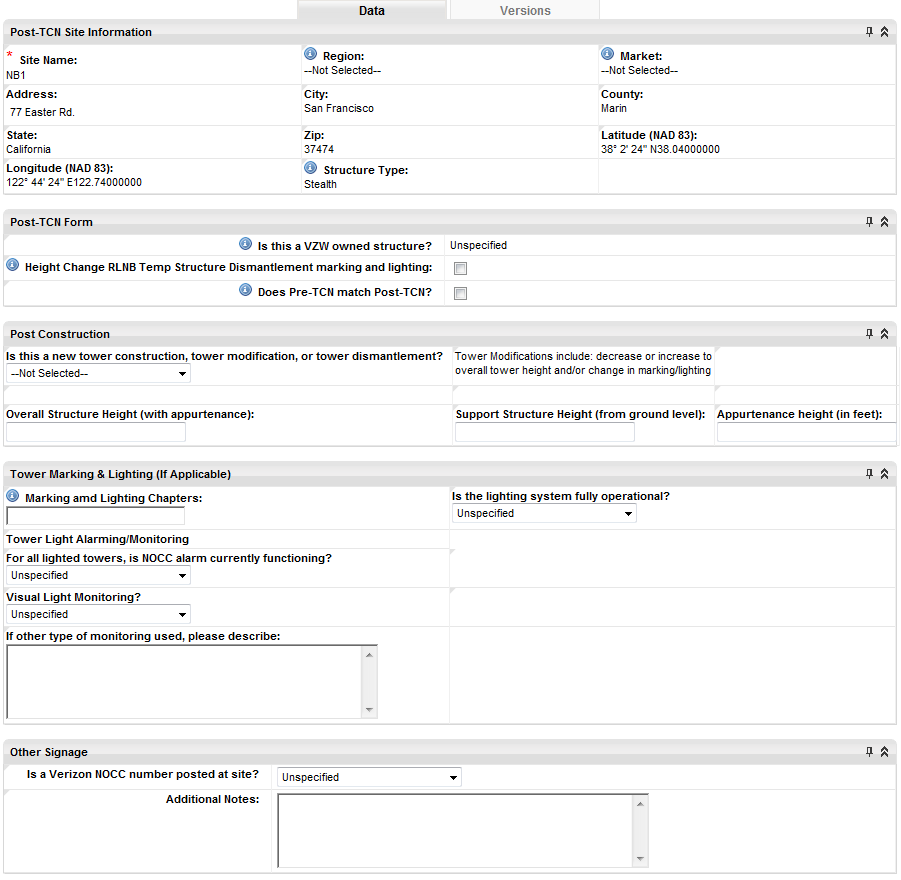 Data
Versions
Post-TCN Site Information
* Site Name:
NB1
Region:
--Not Selected--
Market:
--Not Selected--
Address:
77 Easter Rd.
City:
San Francisco
County:
Marin
State:
California
Zip:
37474
Latitude (NAD 83):
38° 2' 24" N38.04000000
Longitude (NAD 83):
122° 44' 24" E122.74000000
Structure Type:
Stealth
Post-TCN Form
Is this a VZW owned structure?
Unspecified
Height Change RLNB Temp Structure Dismantlement marking and lighting:
Does Pre-TCN match Post-TCN?
Post Construction
Is this a new tower construction, tower modification, or tower dismantlement?
--Not Selected--
Tower Modifications include: decrease or increase to
overall tower height and/or change in marking/lighting
Overall Structure Height (with appurtenance):
Support Structure Height (from ground level):
Appurtenance height (in feet):
Tower Marking & Lighting (If Applicable)
Marking amd Lighting Chapters:
Is the lighting system fully operational?
Unspecified
Tower Light Alarming/Monitoring
For all lighted towers, is NOCC alarm currently functioning?
Unspecified
Visual Light Monitoring?
Unspecified
If other type of monitoring used, please describe:
Other Signage
Is a Verizon NOCC number posted at site?
Unspecified
Additional Notes: